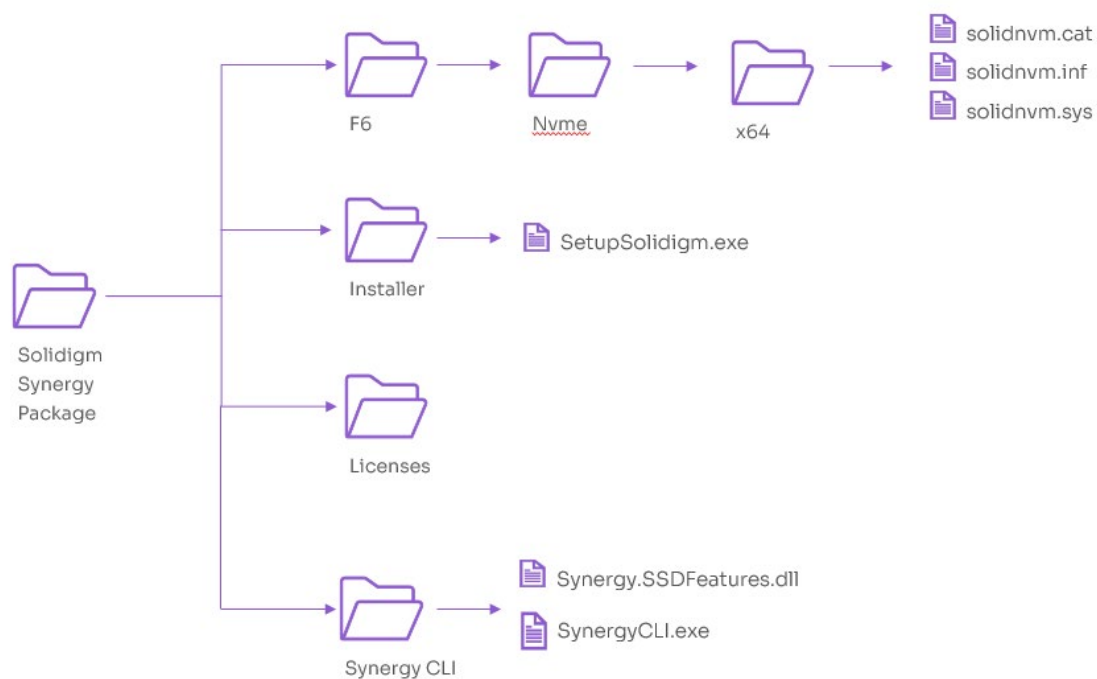 solidnvm.cat
solidnvm.inf
solidnvm.sys
F6
Nvme
x64
SetupSolidigm.exe
Installer
Solidigm
Synergy
Package
Licenses
Synergy.SSDFeatures.dll
SynergyCLI.exe
Synergy CLI